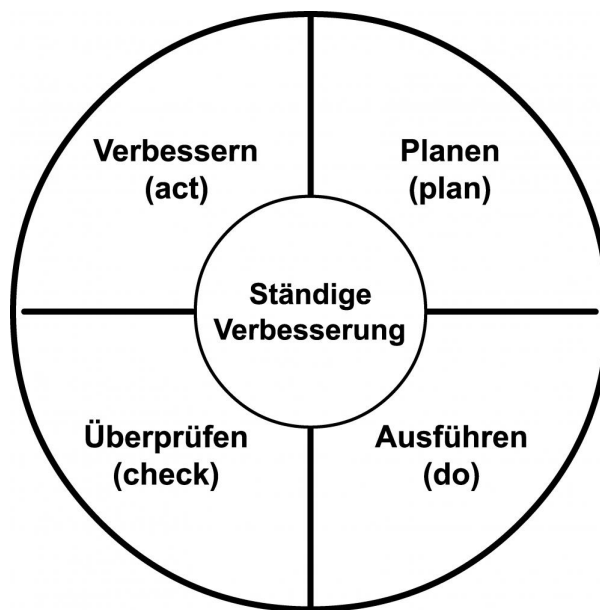 Verbessern
(act)
Planen
(plan)
Ständige
Verbesserung
Überprüfen
(check)
Ausführen
(do)